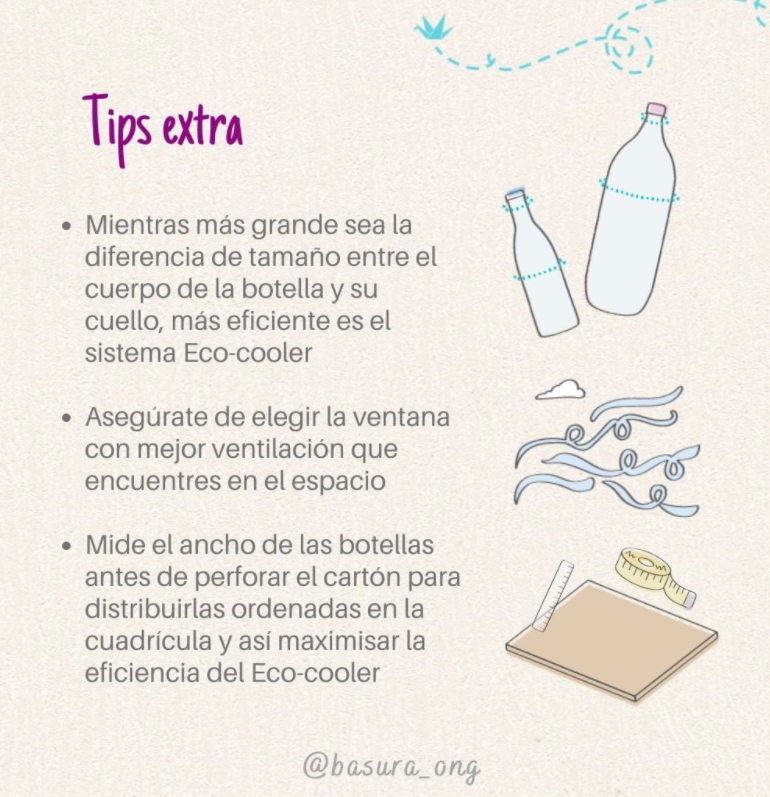 Tips extra
• Mientras más grande sea la
diferencia de tamaño entre el
cuerpo de la botella y su
cuello, más eficiente es el
sistema Eco-cooler
• Asegúrate de elegir la ventana
con mejor ventilación que
encuentres en el espacio
• Mide el ancho de las botellas
antes de perforar el cartón para
distribuirlas ordenadas en la
cuadrícula y así maximisar la
eficiencia del Eco-cooler
@basura_ong